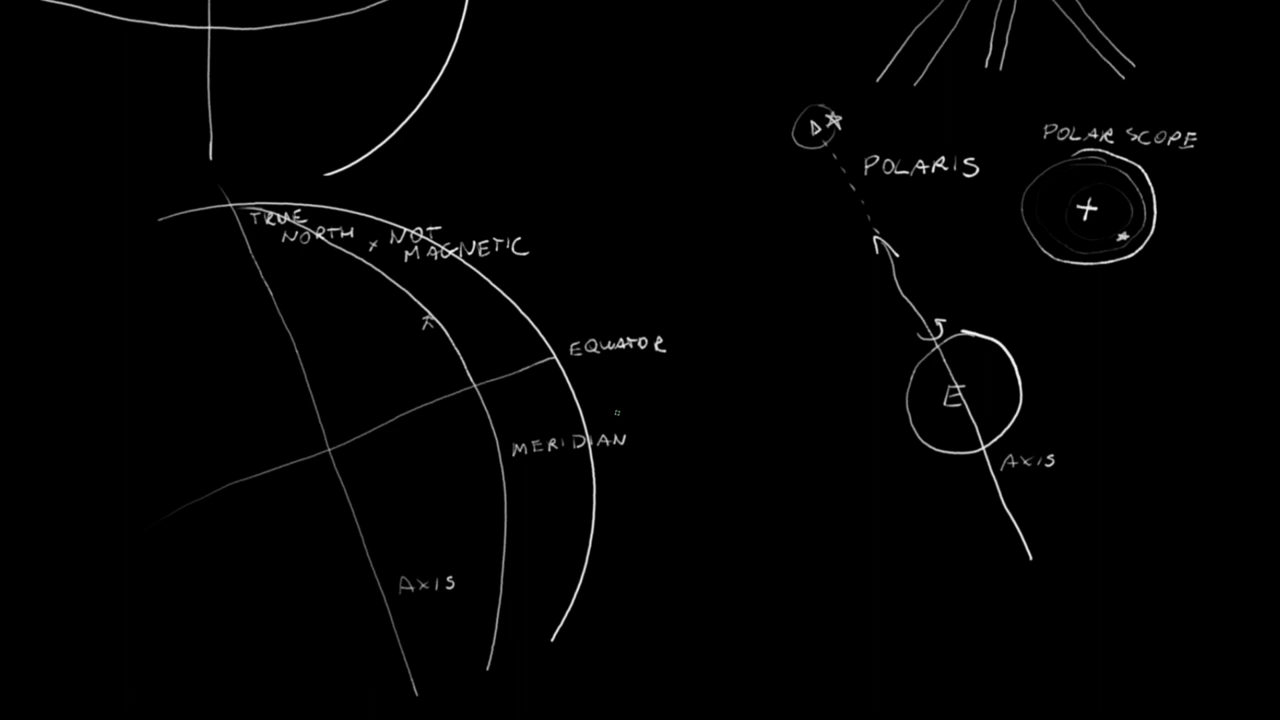 POLAR SCOPE
POLARIS
TRUE
NORTH * NOT
MAGNETIC
EQUATOR
E
MERIDIAN
AXIS
AXIS